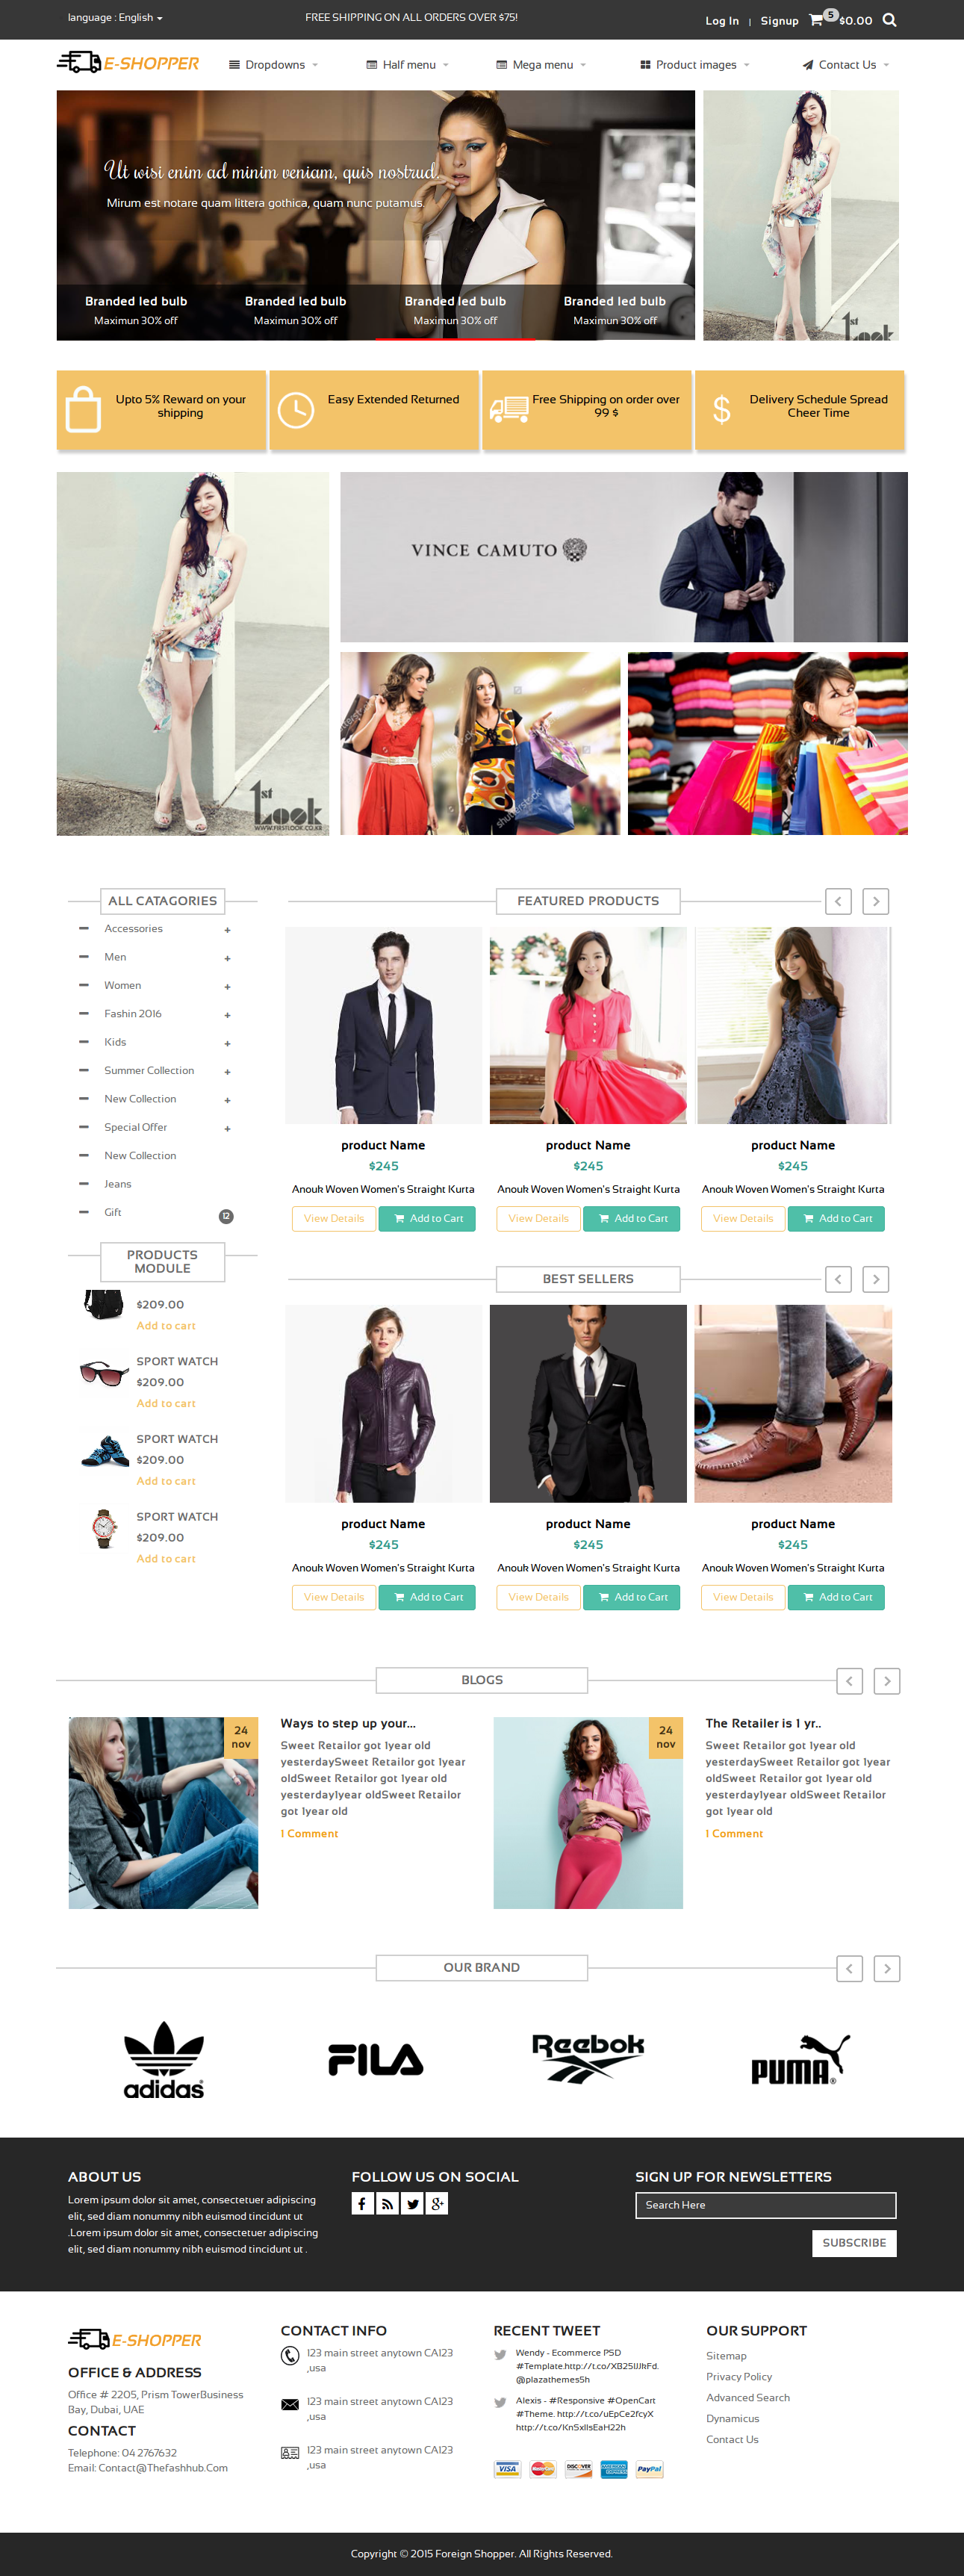 language : English
FREE SHIPPING ON ALL ORDERS OVER $75!
Log In | Signup 5 $0.00
E-SHOPPER
Dropdowns
Half menu
Mega menu
Product images
Contact Us
Ut wisi enim ad minim veniam, quis nostrud.
Mirum est notare quam littera gothica, quam nunc putamus.
Branded led bulb
Maximun 30% off
Branded led bulb
Maximun 30% off
Branded led bulb
Maximun 30% off
Branded led bulb
Maximun 30% off
1st Look
Upto 5% Reward on your
shipping
Easy Extended Returned
Free Shipping on order over
99 $
Delivery Schedule Spread
Cheer Time
1st Look
WWW.FIRSTLOOK.CO.KR
VINCE CAMUTO
shutterstock
ALL CATAGORIES
Accessories +
Men +
Women +
Fashin 2016 +
Kids +
Summer Collection +
New Collection +
Special Offer +
New Collection
Jeans
Gift 12
PRODUCTS
MODULE
$209.00
Add to cart
SPORT WATCH
$209.00
Add to cart
SPORT WATCH
$209.00
Add to cart
SPORT WATCH
$209.00
Add to cart
FEATURED PRODUCTS
product Name
$245
Anouk Woven Women's Straight Kurta
View Details Add to Cart
product Name
$245
Anouk Woven Women's Straight Kurta
View Details Add to Cart
product Name
$245
Anouk Woven Women's Straight Kurta
View Details Add to Cart
BEST SELLERS
product Name
$245
Anouk Woven Women's Straight Kurta
View Details Add to Cart
product Name
$245
Anouk Woven Women's Straight Kurta
View Details Add to Cart
product Name
$245
Anouk Woven Women's Straight Kurta
View Details Add to Cart
BLOGS
24
nov
Ways to step up your...
Sweet Retailor got 1year old
yesterdaySweet Retailor got 1year
oldSweet Retailor got 1year old
yesterday1year oldSweet Retailor
got 1year old
1 Comment
24
nov
The Retailer is 1 yr..
Sweet Retailor got 1year old
yesterdaySweet Retailor got 1year
oldSweet Retailor got 1year old
yesterday1year oldSweet Retailor
got 1year old
1 Comment
OUR BRAND
adidas
FILA
Reebok
PUMA®
ABOUT US
Lorem ipsum dolor sit amet, consectetuer adipiscing
elit, sed diam nonummy nibh euismod tincidunt ut
.Lorem ipsum dolor sit amet, consectetuer adipiscing
elit, sed diam nonummy nibh euismod tincidunt ut .
FOLLOW US ON SOCIAL
SIGN UP FOR NEWSLETTERS
Search Here
SUBSCRIBE
E-SHOPPER
OFFICE & ADDRESS
Office # 2205, Prism TowerBusiness
Bay, Dubai, UAE
CONTACT
Telephone: 04 2767632
Email: Contact@Thefashhub.Com
CONTACT INFO
123 main street anytown CA123
,usa
123 main street anytown CA123
,usa
123 main street anytown CA123
,usa
RECENT TWEET
Wendy - Ecommerce PSD
@plazathemes5h
Alexis - #Responsive #OpenCart
VISA MasterCard DISCOVER AMERICAN EXPRESS PayPal
OUR SUPPORT
Sitemap
Privacy Policy
Advanced Search
Dynamicus
Contact Us
Copyright © 2015 Foreign Shopper. All Rights Reserved.